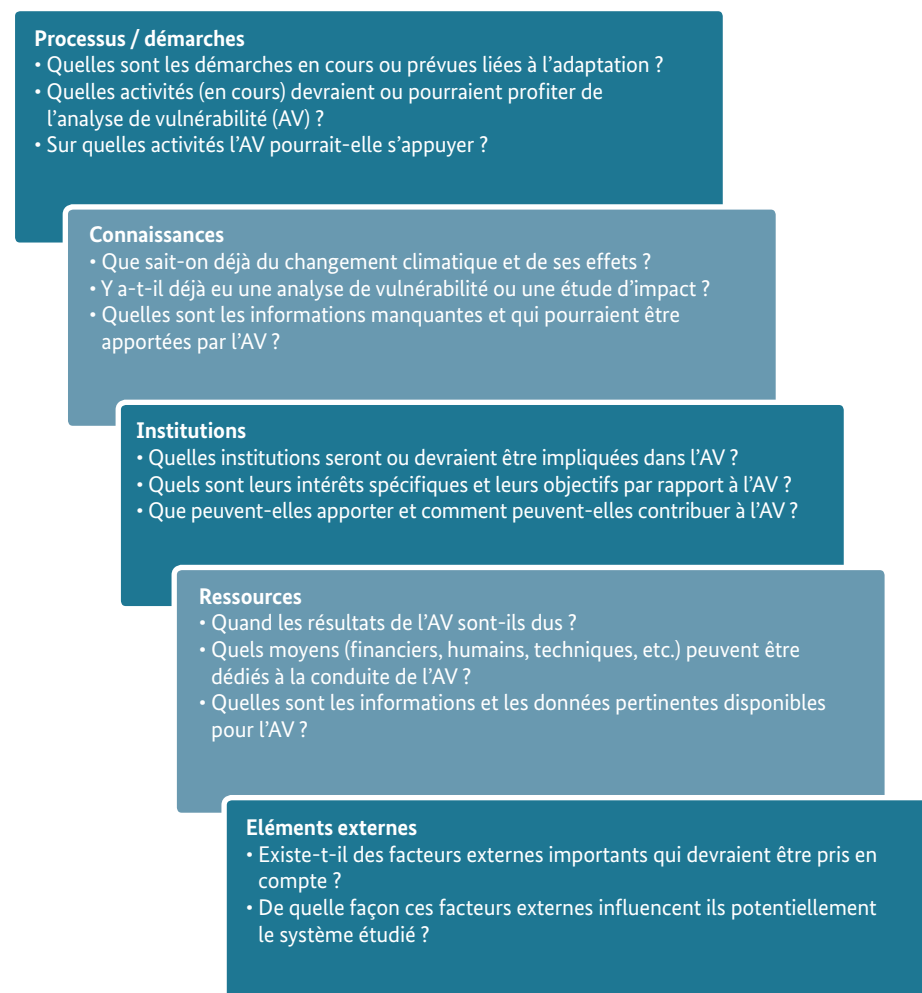 Processus / démarches
• Quelles sont les démarches en cours ou prévues liées à l'adaptation ?
• Quelles activités (en cours) devraient ou pourraient profiter de
l'analyse de vulnérabilité (AV) ?
• Sur quelles activités l'AV pourrait-elle s'appuyer ?
Connaissances
• Que sait-on déjà du changement climatique et de ses effets ?
• Y a-t-il déjà eu une analyse de vulnérabilité ou une étude d'impact ?
• Quelles sont les informations manquantes et qui pourraient être
apportées par l'AV ?
Institutions
• Quelles institutions seront ou devraient être impliquées dans l'AV ?
• Quels sont leurs intérêts spécifiques et leurs objectifs par rapport à l'AV ?
• Que peuvent-elles apporter et comment peuvent-elles contribuer à l'AV ?
Ressources
• Quand les résultats de l'AV sont-ils dus ?
• Quels moyens (financiers, humains, techniques, etc.) peuvent être
dédiés à la conduite de l'AV ?
• Quelles sont les informations et les données pertinentes disponibles
pour l'AV ?
Eléments externes
• Existe-t-il des facteurs externes importants qui devraient être pris en
compte ?
• De quelle façon ces facteurs externes influencent ils potentiellement
le système étudié ?